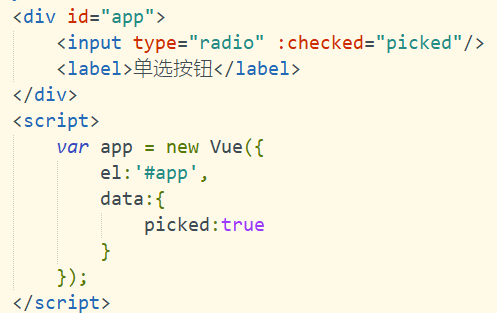 <div id="app">
    <input type="radio" :checked="picked"/>
    <label>单选按钮</label>
</div>
<script>
    var app = new Vue({
        el:'#app',
        data:{
            picked:true
        }
    });
</script>